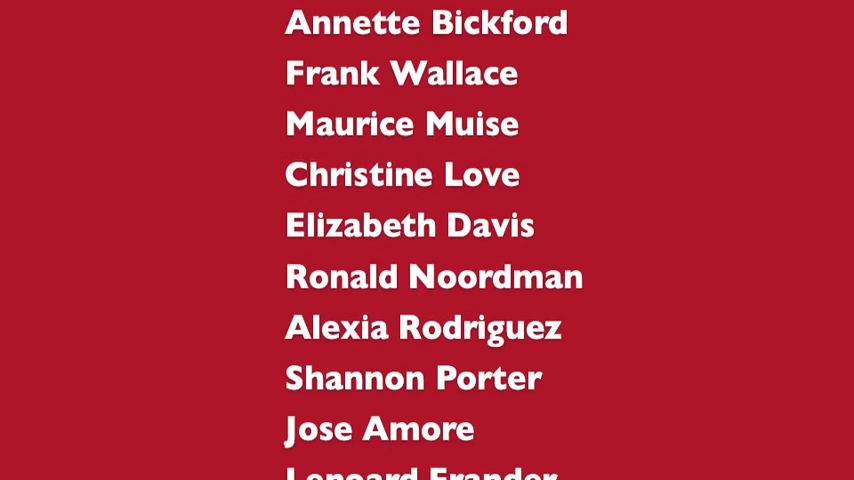 Annette Bickford
Frank Wallace
Maurice Muise
Christine Love
Elizabeth Davis
Ronald Noordman
Alexia Rodriguez
Shannon Porter
Jose Amore